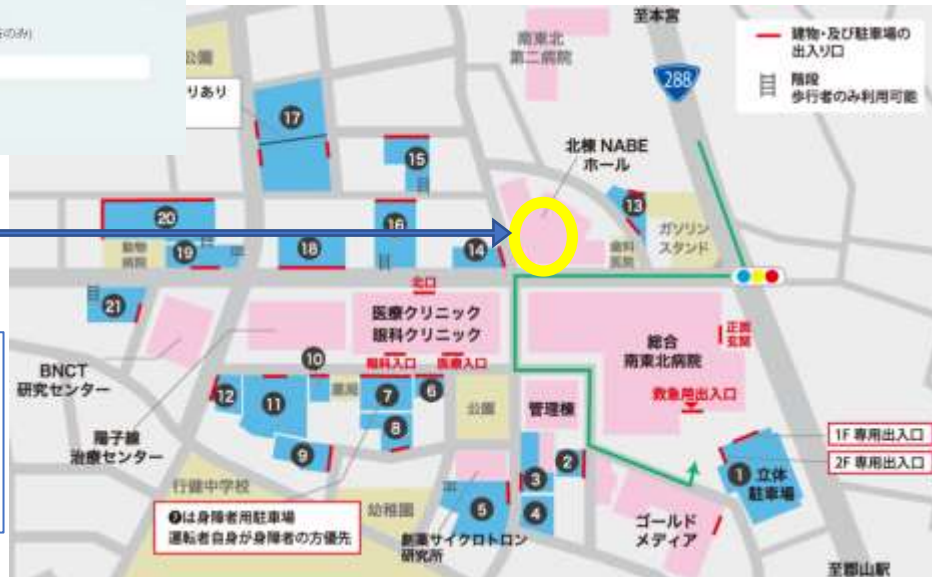 至本宮
建物・及び駐車場の
出入り口
階段
歩行者のみ利用可能
南東北
第二病院
288
公園
りあり
17
15
北棟 NABE
ホール
13
ガソリン
スタンド
歯科
医院
20
16
動物
病院
19
18
14
21
北口
医療クリニック
眼科クリニック
眼科入口
医療入口
総合
南東北病院
正面
玄関
救急用出入口
BNCT
研究センター
10
薬局
12
11
7
6
8
9
公園
管理棟
陽子線
治療センター
2
3
4
5
1F 専用出入口
2F 専用出入口
1 立体
駐車場
行健中学校
7は身障者用駐車場
運転者自身が身障者の方優先
幼稚園
創薬サイクロトロン
研究所
ゴールド
メディア
至郡山駅